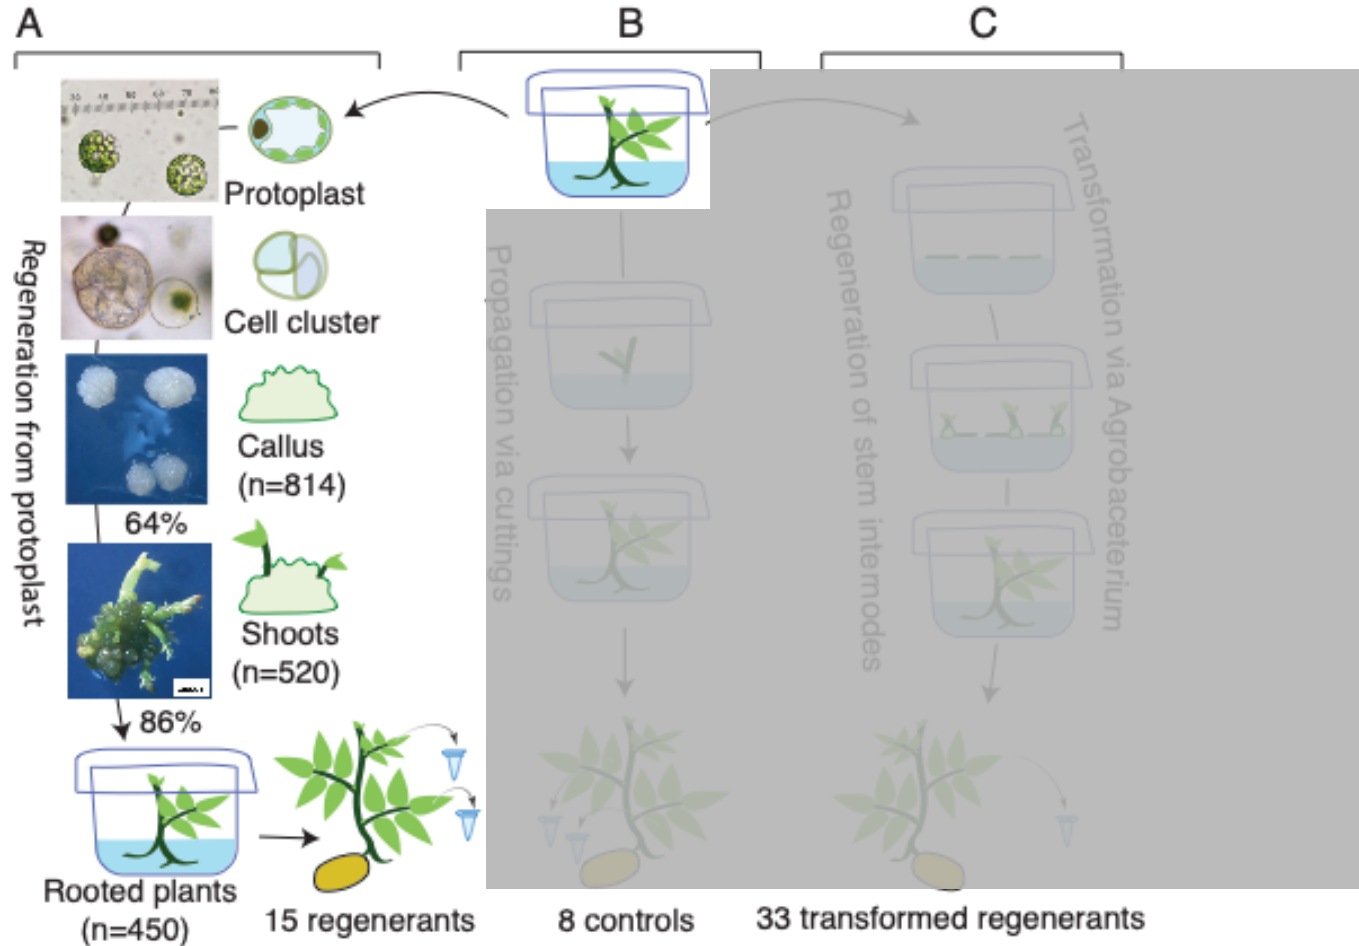 A
B
C
Protoplast
Cell cluster
Regeneration from protoplast
Callus
(n=814)
64%
Shoots
(n=520)
86%
Rooted plants
(n=450)
15 regenerants
Propagation via cuttings
8 controls
Regeneration of stem internodes
Transformation via Agrobaceterium
33 transformed regenerants